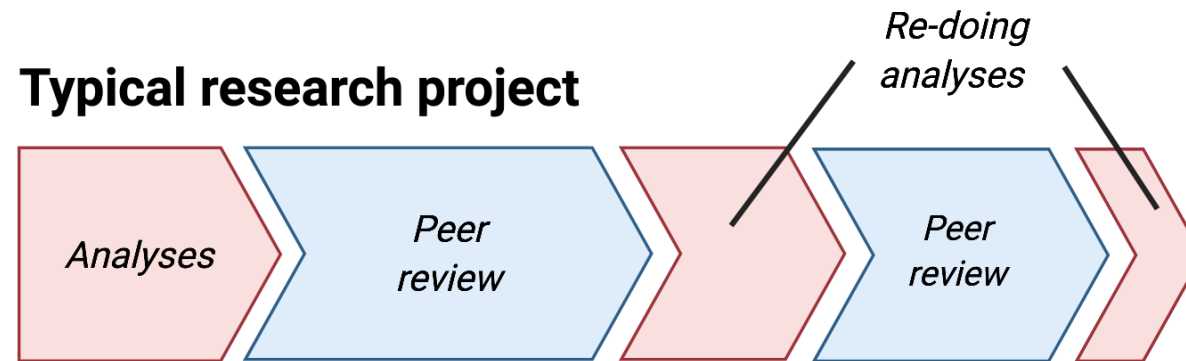 Re-doing
analyses
Typical research project
Analyses
Peer
review
Peer
review